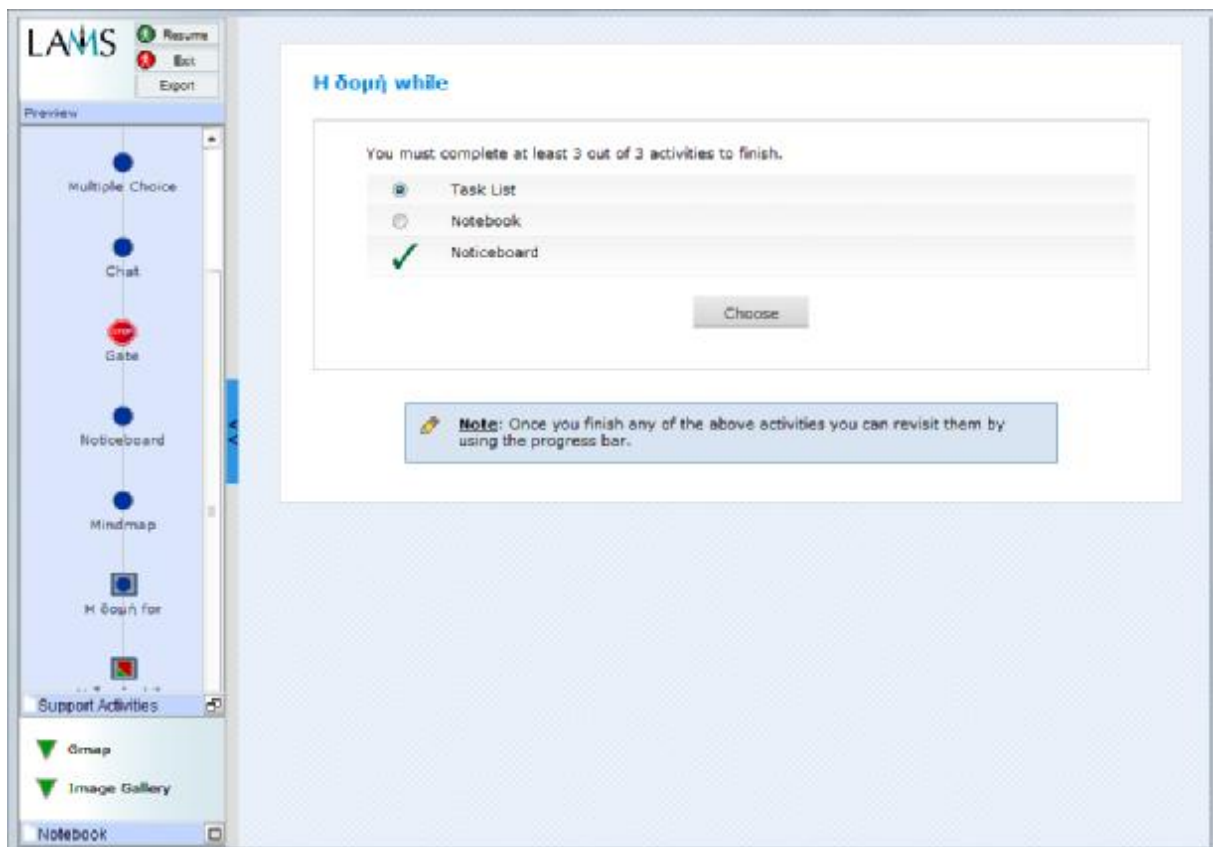 LAMS
Resume
Exit
Export
Preview
Multiple Choice
Chat
STOP
Gate
Noticeboard
Mindmap
Η δομή for
Support Activities
Gmap
Image Gallery
Notebook
Η δομή while
You must complete at least 3 out of 3 activities to finish.
Task List
Notebook
Noticeboard
Choose
Note: Once you finish any of the above activities you can revisit them by
using the progress bar.